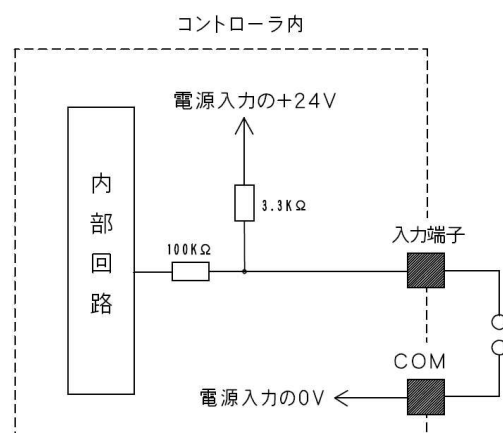 コントローラ内
電源入力の+24V
内部回路
3.3KΩ
100KΩ
入力端子
COM
電源入力の0V